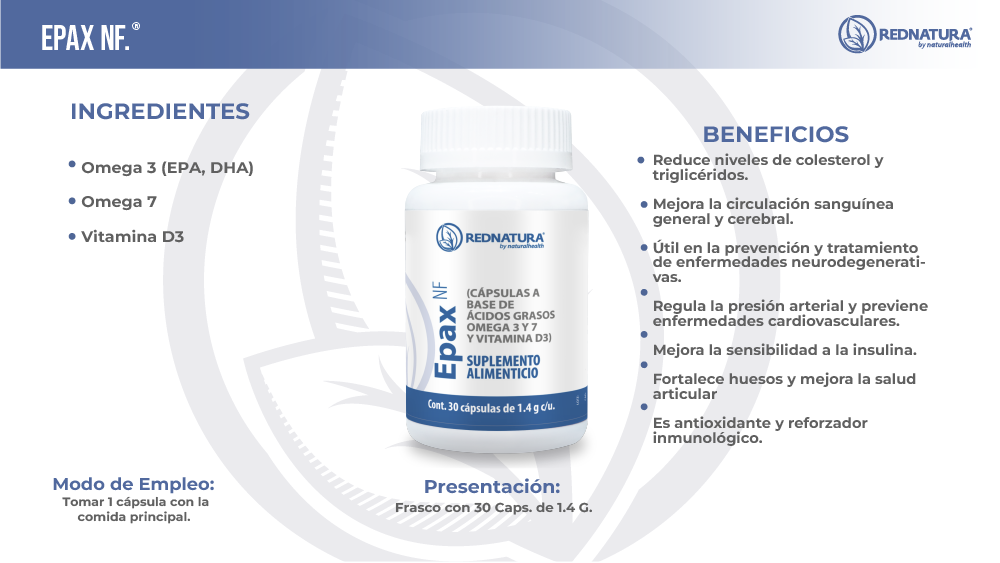 EPAX NF.®
REDNATURA®
by naturalhealth
INGREDIENTES
• Omega 3 (EPA, DHA)
• Omega 7
• Vitamina D3
REDNATURA®
by naturalhealth
Epax NF
(CÁPSULAS A
BASE DE
ÁCIDOS GRASOS
OMEGA 3 Y 7
Y VITAMINA D3)
SUPLEMENTO
ALIMENTICIO
Cont. 30 cápsulas de 1.4 g c/u.
BENEFICIOS
• Reduce niveles de colesterol y
triglicéridos.
• Mejora la circulación sanguínea
general y cerebral.
• Útil en la prevención y tratamiento
de enfermedades neurodegenerati-
vas.
• Regula la presión arterial y previene
enfermedades cardiovasculares.
• Mejora la sensibilidad a la insulina.
• Fortalece huesos y mejora la salud
articular
• Es antioxidante y reforzador
inmunológico.
Modo de Empleo:
Tomar 1 cápsula con la
comida principal.
Presentación:
Frasco con 30 Caps. de 1.4 G.